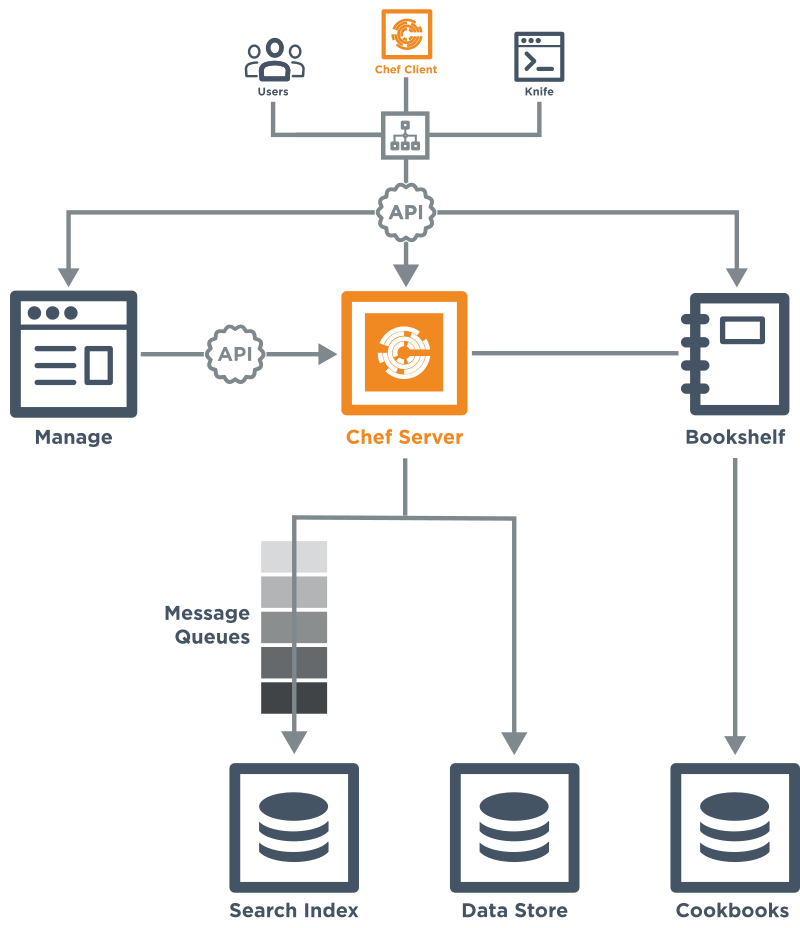 Chef Client
Users
Knife
API
API
Manage
Chef Server
Bookshelf
Message
Queues
Search Index
Data Store
Cookbooks